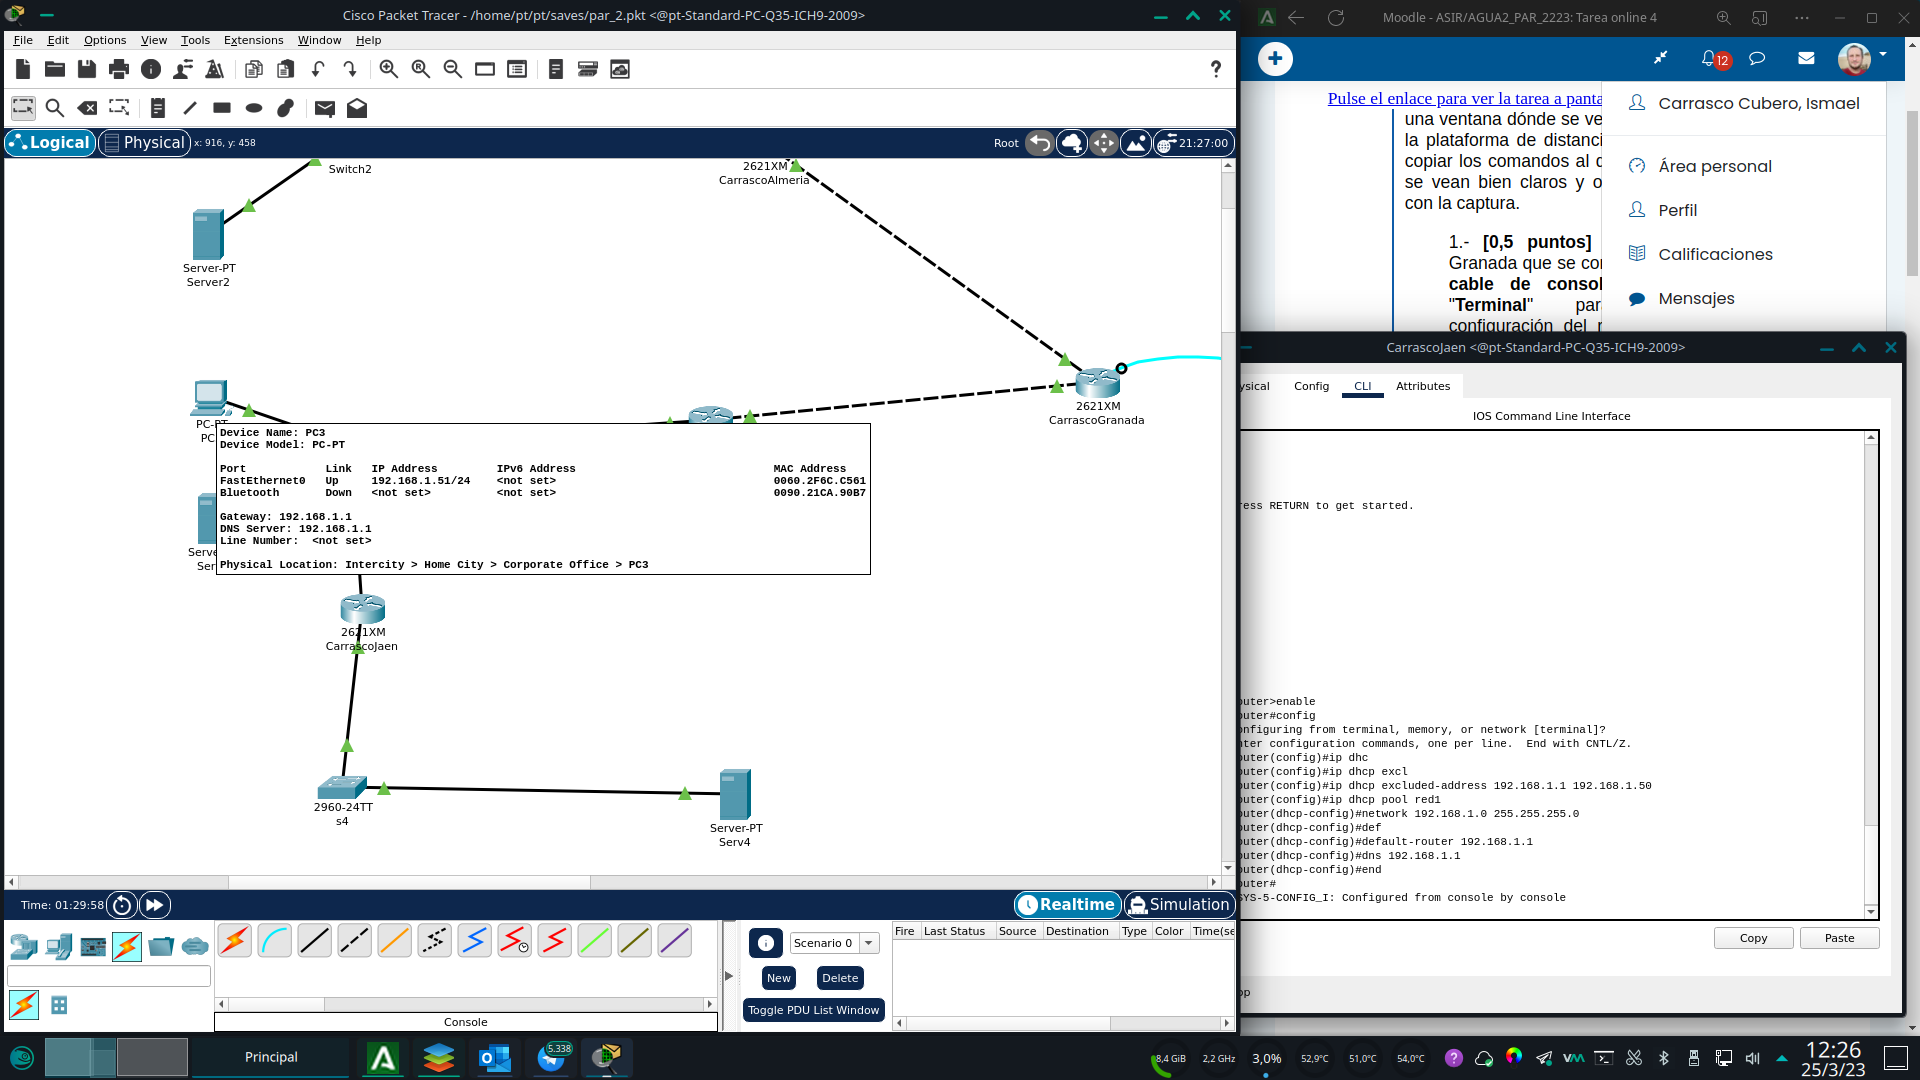 Cisco Packet Tracer - /home/pt/pt/saves/par_2.pkt <@pt-Standard-PC-Q35-ICH9-2009>
File Edit Options View Tools Extensions Window Help
?
Logical Physical x: 916, y: 458
Root 21:27:00
Switch2
2621XM
CarrascoAlmeria
Server-PT
Server2
2621XM
CarrascoGranada
PC-PT
PC
Device Name: PC3
Device Model: PC-PT
Port Link IP Address IPv6 Address MAC Address
FastEthernet0 Up 192.168.1.51/24 <not set> 0060.2F6C.C561
Bluetooth Down <not set> <not set> 0090.21CA.90B7
Gateway: 192.168.1.1
DNS Server: 192.168.1.1
Line Number: <not set>
Physical Location: Intercity > Home City > Corporate Office > PC3
Serve
Ser
2621XM
CarrascoJaen
2960-24TT
s4
Server-PT
Serv4
Time: 01:29:58
Realtime Simulation
Scenario 0
New Delete
Toggle PDU List Window
Fire Last Status Source Destination Type Color Time(se
Console
Moodle - ASIR/AGUA2_PAR_2223: Tarea online 4
12
Pulse el enlace para ver la tarea a panta
una ventana dónde se ve
la plataforma de distanci
copiar los comandos al d
se vean bien claros y o
con la captura.
1.- [0,5 puntos]
Granada que se con
cable de consol
"Terminal" par
configuración del r
Carrasco Cubero, Ismael
Área personal
Perfil
Calificaciones
Mensajes
CarrascoJaen <@pt-Standard-PC-Q35-ICH9-2009>
ysical Config CLI Attributes
IOS Command Line Interface
ress RETURN to get started.
outer>enable
outer#config
onfiguring from terminal, memory, or network [terminal]?
nter configuration commands, one per line. End with CNTL/Z.
outer(config)#ip dhc
outer(config)#ip dhcp excl
outer(config)#ip dhcp excluded-address 192.168.1.1 192.168.1.50
outer(config)#ip dhcp pool red1
outer(dhcp-config)#network 192.168.1.0 255.255.255.0
outer(dhcp-config)#def
outer(dhcp-config)#default-router 192.168.1.1
outer(dhcp-config)#dns 192.168.1.1
outer(dhcp-config)#end
outer#
SYS-5-CONFIG_I: Configured from console by console
Copy Paste
op
Principal
5.338
8,4 GiB 2,2 GHz 3,0% 52,9°C 51,0°C 54,0°C
12:26
25/3/23